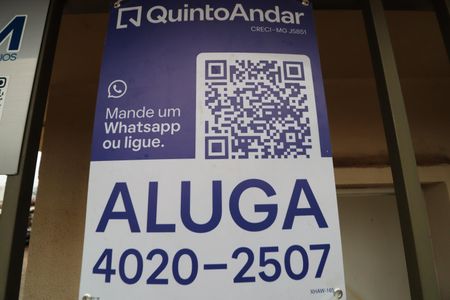 QuintoAndar
CRECI-MG J5851
Mande um
Whatsapp
ou ligue.
ALUGA
4020-2507